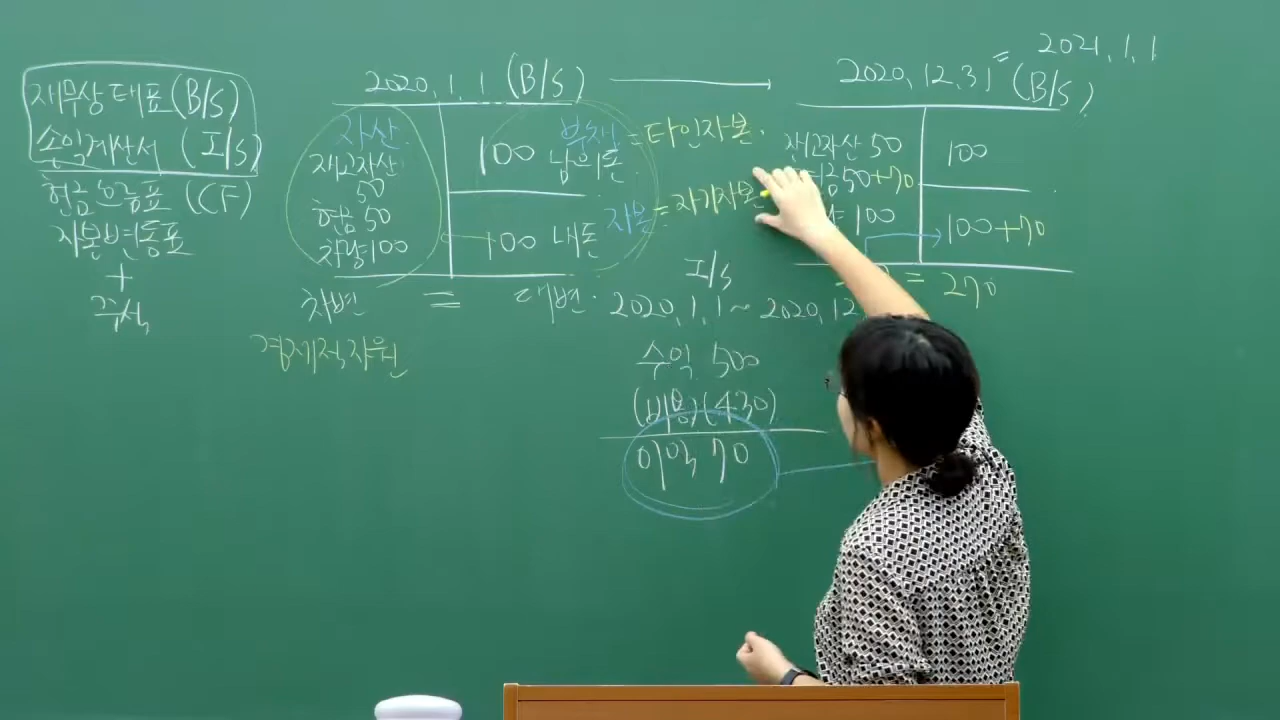 재무상태표(B/S)
손익계산서 (I/S)
현금흐름표 (CF)
자본변동표
+
주석
2020.1.1 (B/S)
자산
재고자산
50
현금 50
차량=100
100 남의돈
부채=타인자본.
100 내돈
자본=자기자본
차변 = 대변.
경제적자원
I/S
2020.1.1~2020.12
수익 500
(비용)(430)
이익 70
2020.12.31 (B/S)
= 2021.1.1
재고자산 50
금50+70
=100
100
100+70
= 270